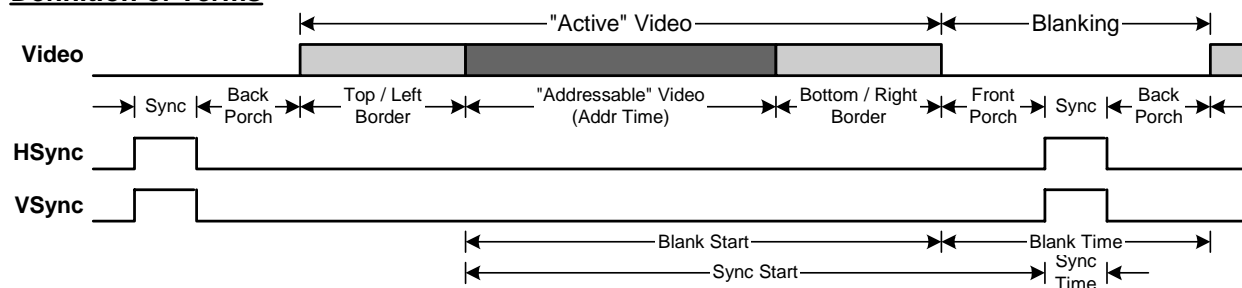 Definition of Terms
"Active" Video
Blanking
Video
Sync
Back Porch
Top / Left Border
"Addressable" Video (Addr Time)
Bottom / Right Border
Front Porch
Sync
Back Porch
HSync
VSync
Blank Start
Blank Time
Sync Start
Sync Time